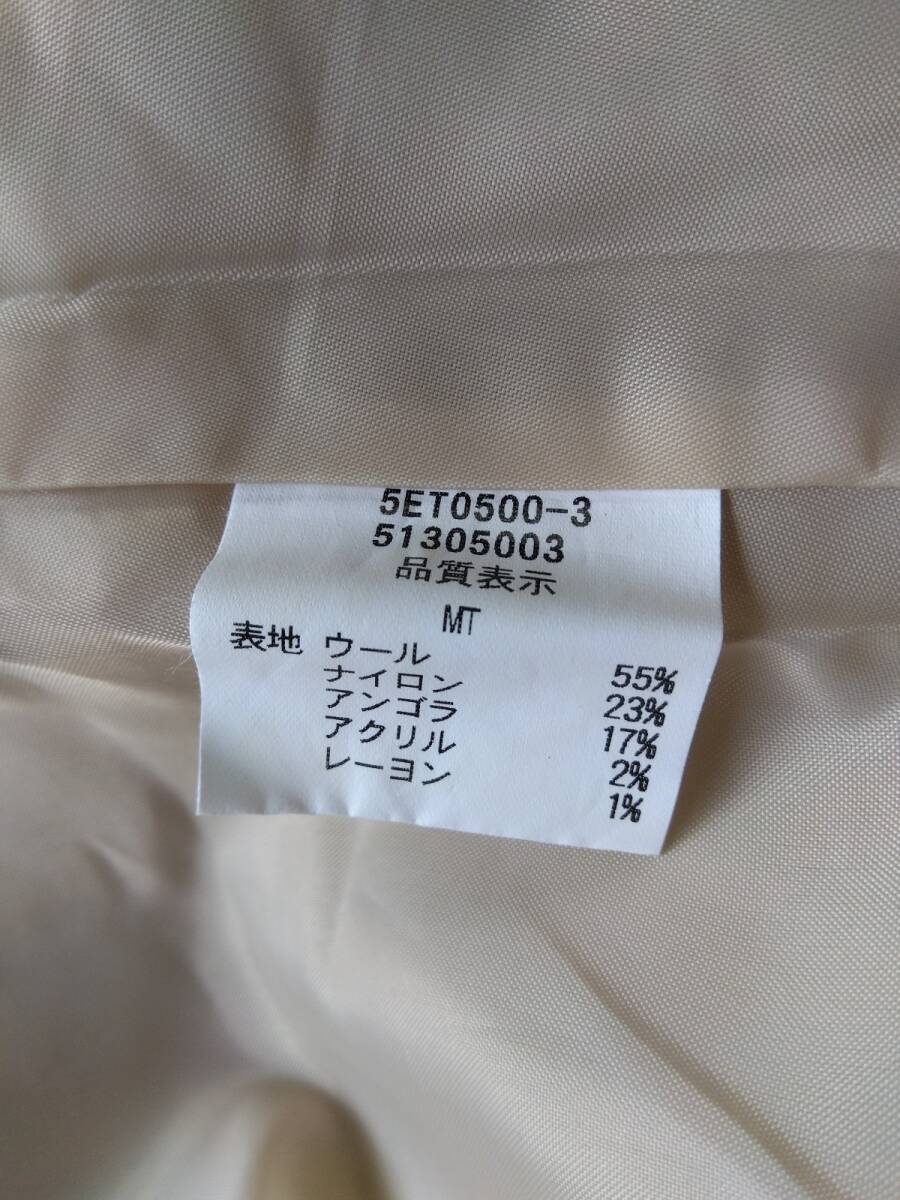 5ET0500-3
51305003
品質表示
MT
表地 ウール 55%
ナイロン 23%
アンゴラ 17%
アクリル 2%
レーヨン 1%